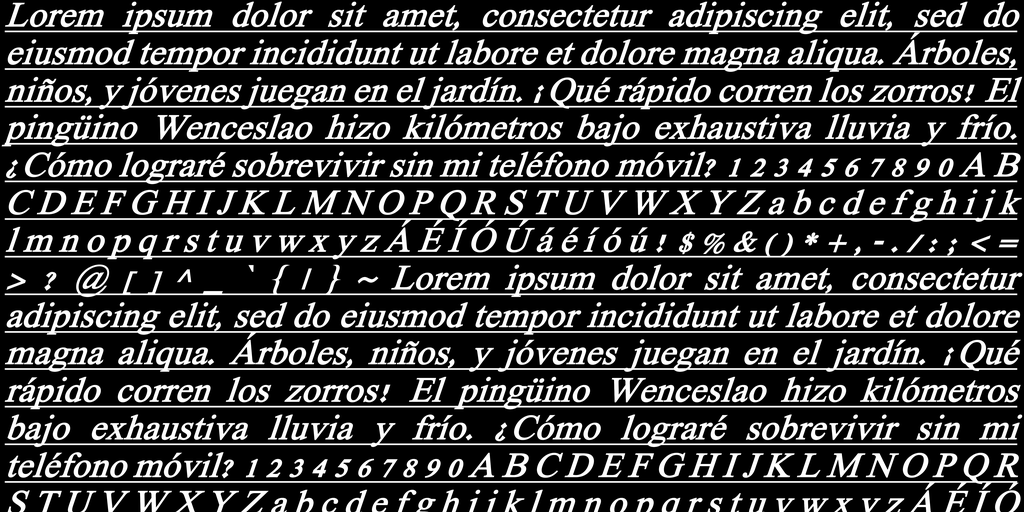 Lorem ipsum dolor sit amet, consectetur adipiscing elit, sed do
eiusmod tempor incididunt ut labore et dolore magna aliqua. Árboles,
niños, y jóvenes juegan en el jardín. ¡Qué rápido corren los zorros! El
pingüino Wenceslao hizo kilómetros bajo exhaustiva lluvia y frío.
¿Cómo lograré sobrevivir sin mi teléfono móvil? 1 2 3 4 5 6 7 8 9 0 A B
C D E F G H I J K L M N O P Q R S T U V W X Y Z a b c d e f g h i j k
l m n o p q r s t u v w x y z Á É Í Ó Ú á é í ó ú ! $ % & ( ) * + , - . / : ; < =
> ? @ [ ] ^ _ ` { | } ~ Lorem ipsum dolor sit amet, consectetur
adipiscing elit, sed do eiusmod tempor incididunt ut labore et dolore
magna aliqua. Árboles, niños, y jóvenes juegan en el jardín. ¡Qué
rápido corren los zorros! El pingüino Wenceslao hizo kilómetros
bajo exhaustiva lluvia y frío. ¿Cómo lograré sobrevivir sin mi
teléfono móvil? 1 2 3 4 5 6 7 8 9 0 A B C D E F G H I J K L M N O P Q R
S T U V W X Y Z a b c d e f g h i j k l m n o p q r s t u v w x y z Á É Í Ó